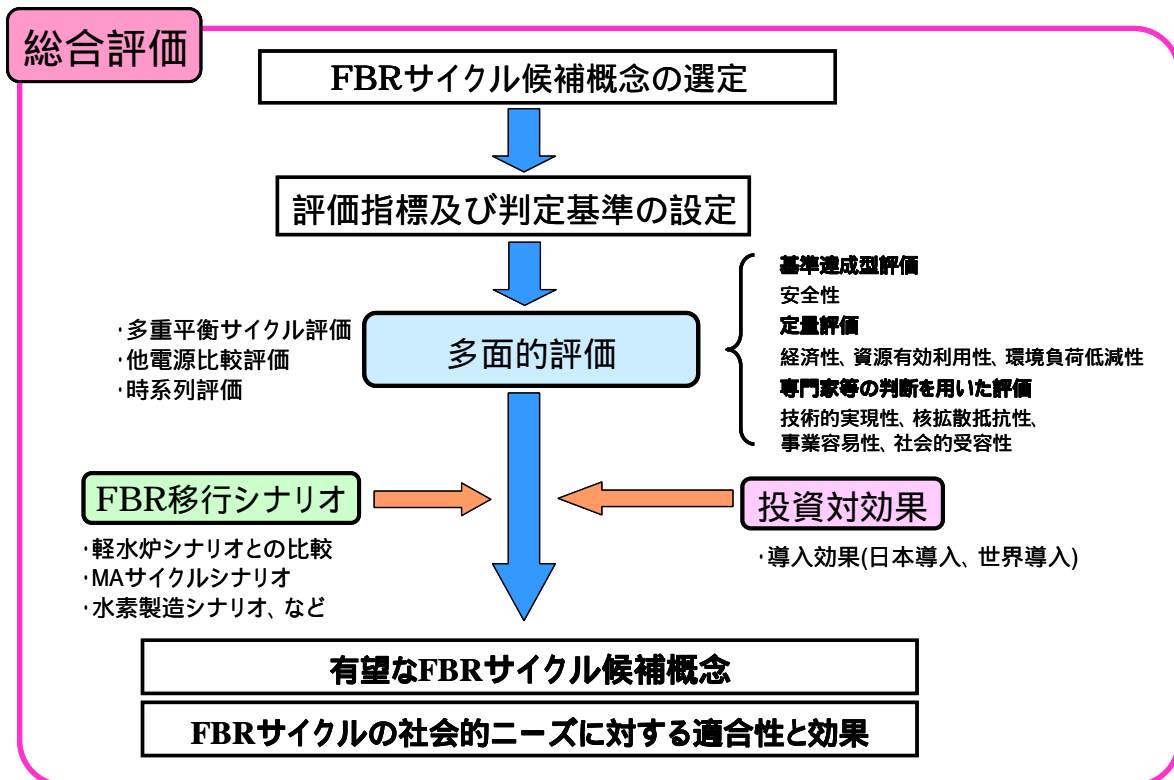 総合評価
FBRサイクル候補概念の選定
評価指標及び判定基準の設定
・多重平衡サイクル評価
・他電源比較評価
・時系列評価
多面的評価
基準達成型評価
安全性
定量評価
経済性、資源有効利用性、環境負荷低減性
専門家等の判断を用いた評価
技術的実現性、核拡散抵抗性、
事業容易性、社会的受容性
FBR移行シナリオ
・軽水炉シナリオとの比較
・MAサイクルシナリオ
・水素製造シナリオ、など
投資対効果
・導入効果(日本導入、世界導入)
有望なFBRサイクル候補概念
FBRサイクルの社会的ニーズに対する適合性と効果